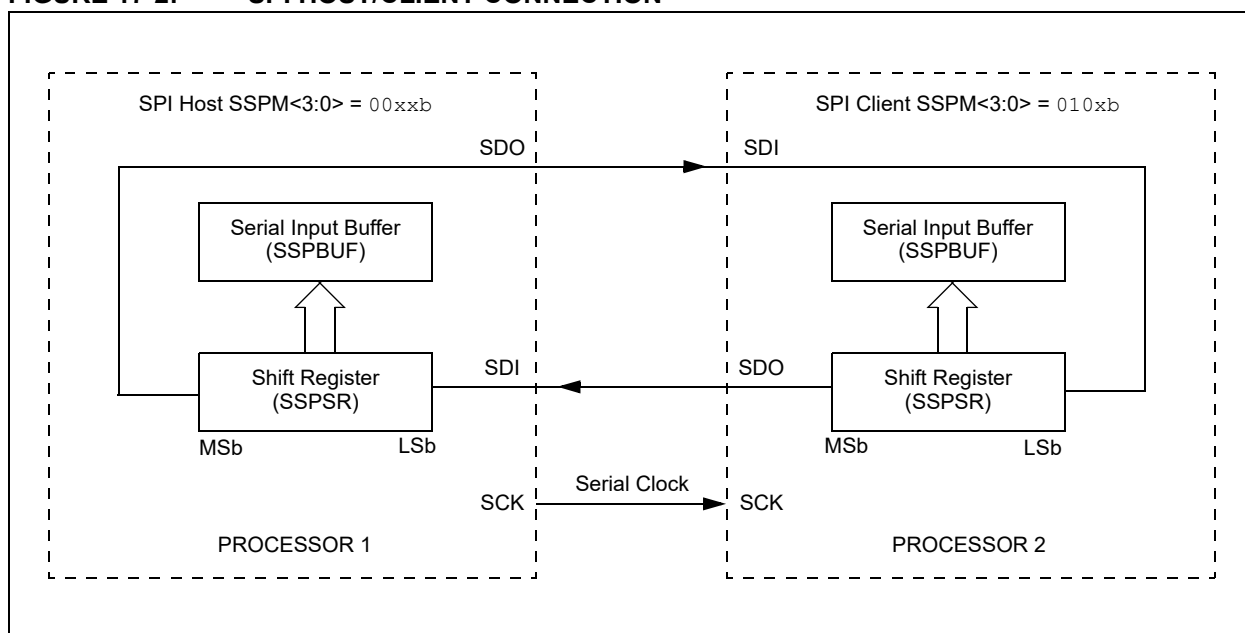 SPI Host SSPM<3:0> = 00xxb
SPI Client SSPM<3:0> = 010xb
SDO
SDI
Serial Input Buffer
(SSPBUF)
Serial Input Buffer
(SSPBUF)
SDI
SDO
Shift Register
(SSPSR)
Shift Register
(SSPSR)
MSb
LSb
MSb
LSb
Serial Clock
SCK
SCK
PROCESSOR 1
PROCESSOR 2